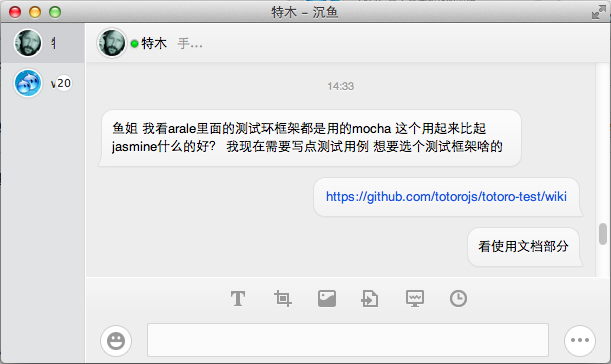 特木 – 沉鱼
特木 手...
20
14:33
鱼姐 我看arale里面的测试环框架都是用的mocha 这个用起来比起
jasmine什么的好? 我现在需要写点测试用例 想要选个测试框架啥的
https://github.com/totorojs/totoro-test/wiki
看使用文档部分
T